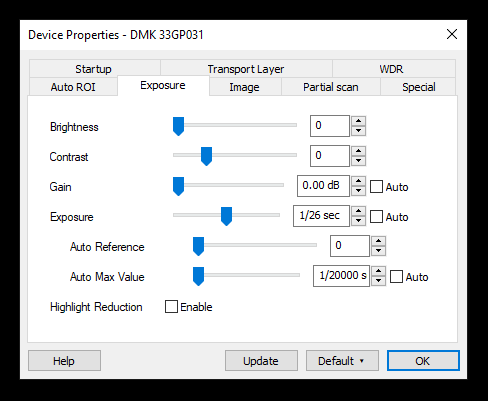 Device Properties - DMK 33GP031
Startup Transport Layer WDR
Auto ROI Exposure Image Partial scan Special
Brightness 0
Contrast 0
Gain 0.00 dB Auto
Exposure 1/26 sec Auto
Auto Reference 0
Auto Max Value 1/20000 s Auto
Highlight Reduction Enable
Help Update Default OK